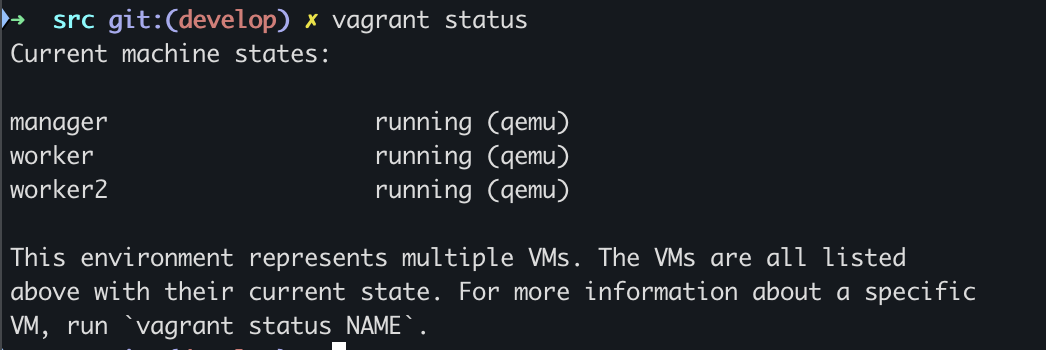 ➜ src git:(develop) ✗ vagrant status
Current machine states:
manager running (qemu)
worker running (qemu)
worker2 running (qemu)
This environment represents multiple VMs. The VMs are all listed
above with their current state. For more information about a specific
VM, run `vagrant status NAME`.